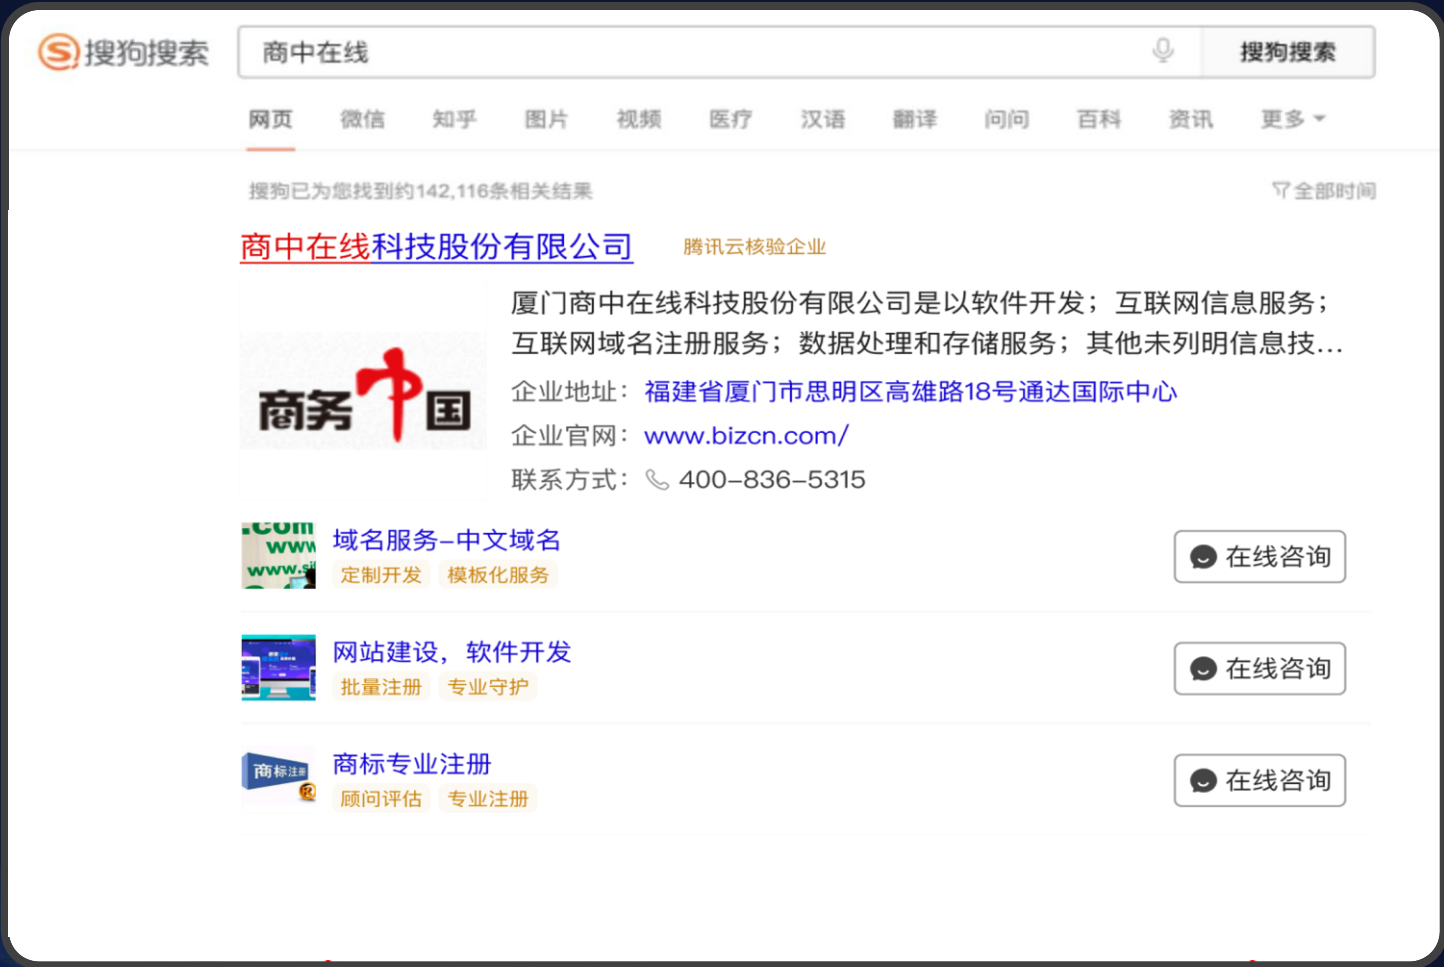 搜狗搜索
商中在线
搜狗搜索
网页 微信 知乎 图片 视频 医疗 汉语 翻译 问问 百科 资讯 更多
搜狗已为您找到约142,116条相关结果
全部时间
商中在线科技股份有限公司
腾讯云核验企业
商务中国
厦门商中在线科技股份有限公司是以软件开发；互联网信息服务；
互联网域名注册服务；数据处理和存储服务；其他未列明信息技...
企业地址：福建省厦门市思明区高雄路18号通达国际中心
企业官网：www.bizcn.com/
联系方式：400-836-5315
.com
www
www.si
域名服务-中文域名
定制开发 模板化服务
在线咨询
网站建设，软件开发
批量注册 专业守护
在线咨询
商标注册
商标专业注册
顾问评估 专业注册
在线咨询